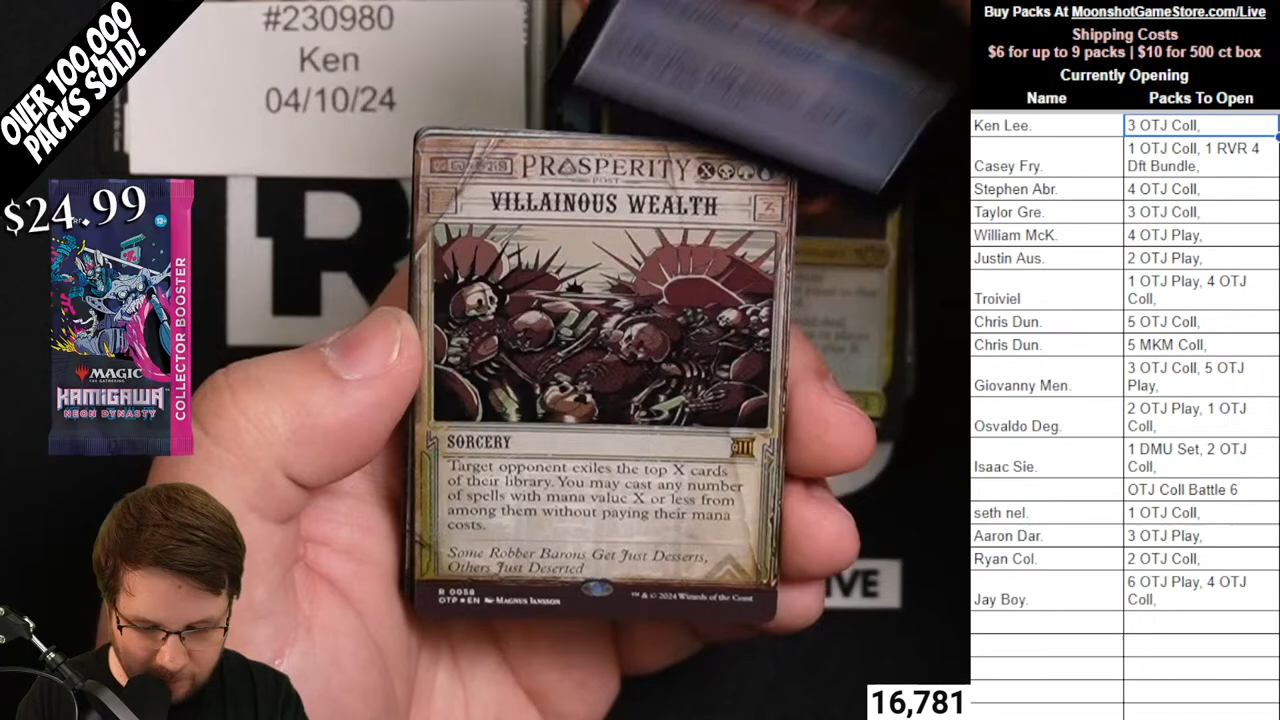 OVER 100,000
PACKS SOLD!
#230980
Ken
04/10/24
$24.99
MAGIC
THE GATHERING
KAMIGAWA
NEON DYNASTY
COLLECTOR BOOSTER
PROSPERITY
POST
VILLAINOUS WEALTH
SORCERY
Target opponent exiles the top X cards
of their library. You may cast any number
of spells with mana value X or less from
among them without paying their mana
costs.
Some Robber Barons Get Just Desserts,
Others Just Deserted
R 0058
OTP • EN Magnus Jansson
™ & © 2024 Wizards of the Coast
IVE
16,781
Buy Packs At MoonshotGameStore.com/Live
Shipping Costs
$6 for up to 9 packs | $10 for 500 ct box
Currently Opening
Name Packs To Open
Ken Lee. 3 OTJ Coll,
Casey Fry. 1 OTJ Coll, 1 RVR 4
Dft Bundle,
Stephen Abr. 4 OTJ Coll,
Taylor Gre. 3 OTJ Coll,
William McK. 4 OTJ Play,
Justin Aus. 2 OTJ Play,
Troiviel 1 OTJ Play, 4 OTJ
Coll,
Chris Dun. 5 OTJ Coll,
Chris Dun. 5 MKM Coll,
Giovanny Men. 3 OTJ Coll, 5 OTJ
Play,
Osvaldo Deg. 2 OTJ Play, 1 OTJ
Coll,
Isaac Sie. 1 DMU Set, 2 OTJ
Coll,
OTJ Coll Battle 6
seth nel. 1 OTJ Coll,
Aaron Dar. 3 OTJ Play,
Ryan Col. 2 OTJ Coll,
Jay Boy. 6 OTJ Play, 4 OTJ
Coll,